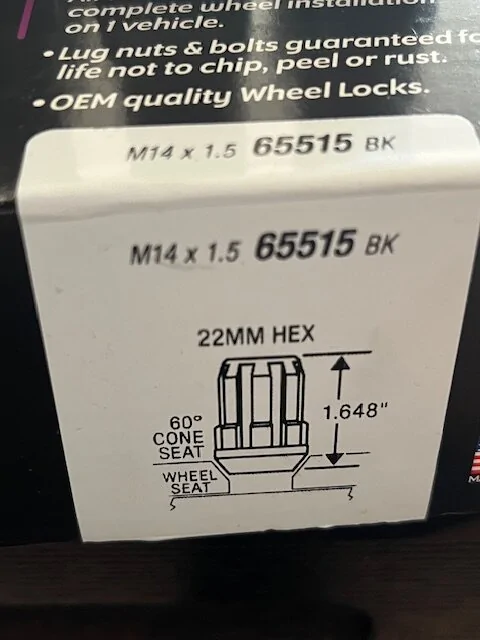 complete wheel installation
on 1 vehicle.
• Lug nuts & bolts guaranteed
life not to chip, peel or rust.
• OEM quality Wheel Locks.
M14 x 1.5 65515 BK
M14 x 1.5 65515 BK
22MM HEX
1.648"
60°
CONE
SEAT
WHEEL
SEAT